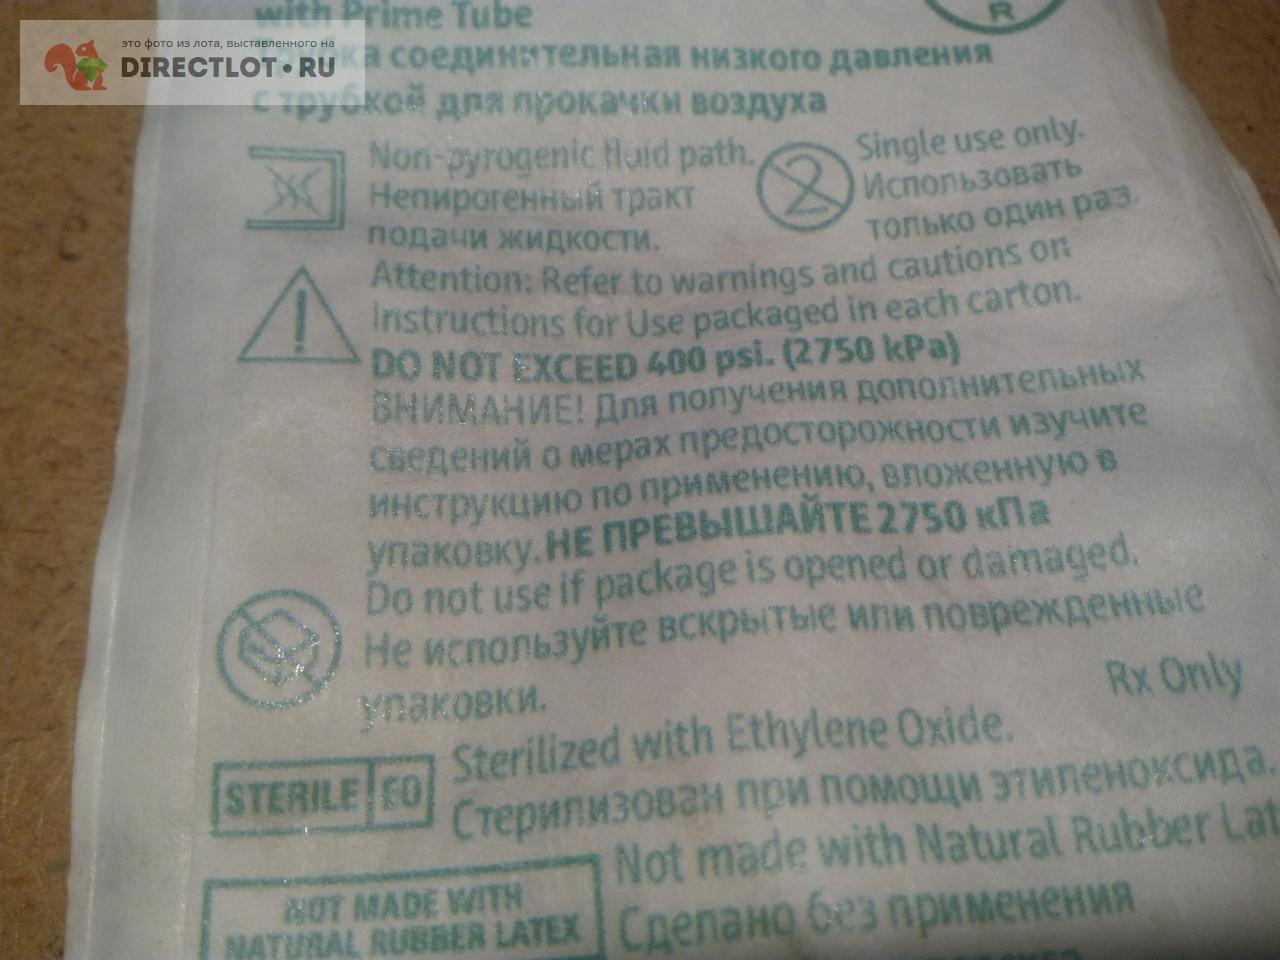 это фото из лота, выставленного на
DIRECTLOT.RU
with Prime Tube
соединительная низкого давления
с трубкой для прокачки воздуха
R
Non-pyrogenic fluid path.
Непирогенный тракт
подачи жидкости.
2
Single use only.
Использовать
только один раз.
Attention: Refer to warnings and cautions on
Instructions for Use packaged in each carton.
DO NOT EXCEED 400 psi. (2750 kPa)
ВНИМАНИЕ! Для получения дополнительных
сведений о мерах предосторожности изучите
инструкцию по применению, вложенную в
упаковку. НЕ ПРЕВЫШАЙТЕ 2750 кПа
Do not use if package is opened or damaged.
Не используйте вскрытые или поврежденные
упаковки.
Rx Only
STERILE EO
Sterilized with Ethylene Oxide.
Стерилизован при помощи этиленоксида.
NOT MADE WITH
NATURAL RUBBER LATEX
Not made with Natural Rubber Lat
Сделано без применения